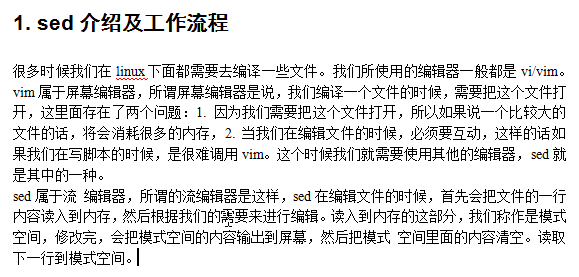 1. sed 介绍及工作流程
很多时候我们在 linux 下面都需要去编译一些文件。我们所使用的编辑器一般都是 vi/vim。
vim 属于屏幕编辑器，所谓屏幕编辑器是说，我们编译一个文件的时候，需要把这个文件打
开，这里面存在了两个问题：1. 因为我们需要把这个文件打开，所以如果说一个比较大的
文件的话，将会消耗很多的内存，2. 当我们在编辑文件的时候，必须要互动，这样的话如
果我们在写脚本的时候，是很难调用 vim。这个时候我们就需要使用其他的编辑器，sed 就
是其中的一种。
sed 属于流 编辑器，所谓的流编辑器是这样，sed 在编辑文件的时候，首先会把文件的一行
内容读入到内存，然后根据我们的需要来进行编辑。读入到内存的这部分，我们称作是模式
空间，修改完，会把模式空间的内容输出到屏幕，然后把模式 空间里面的内容清空。读取
下一行到模式空间。